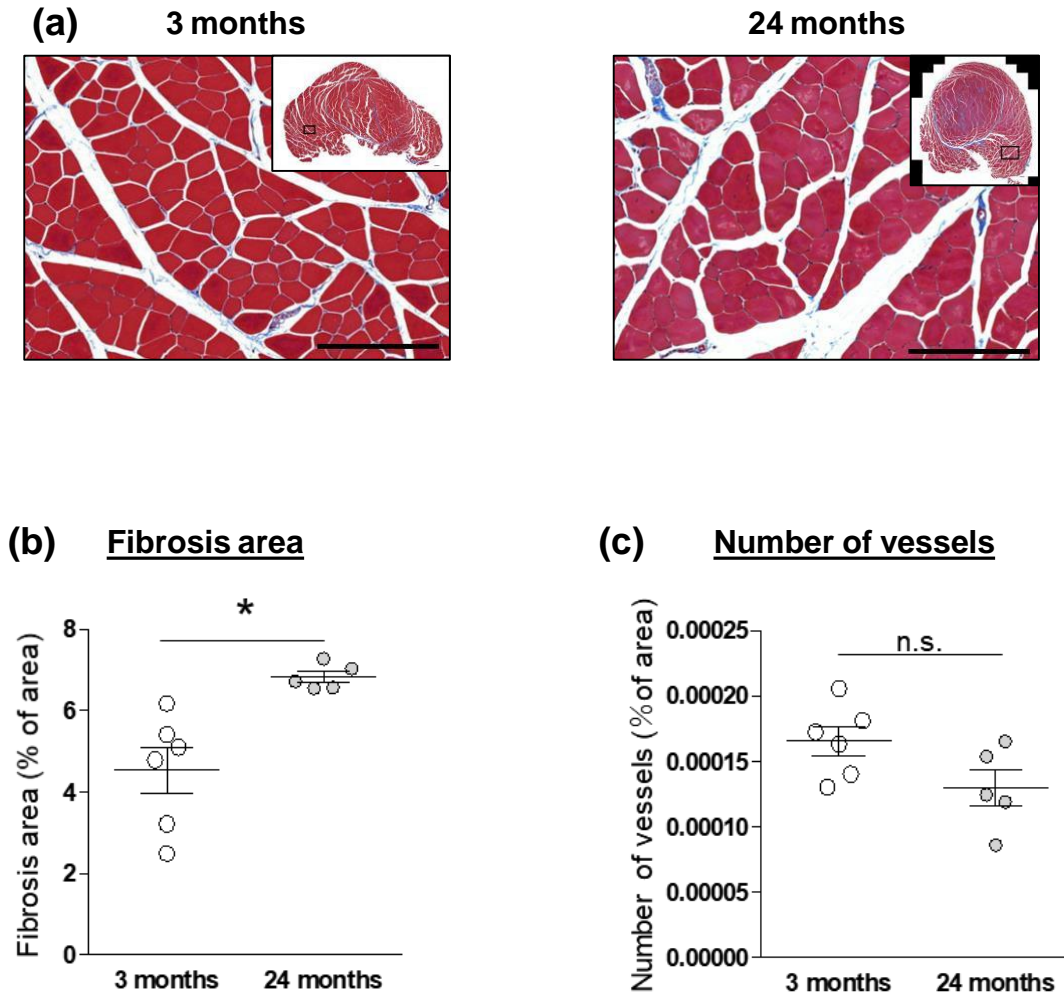 (a) 3 months 24 months
(b) Fibrosis area
(c) Number of vessels
*
n.s.
Fibrosis area (% of area)
8
6
4
2
0
3 months 24 months
Number of vessels (% of area)
0.00025
0.00020
0.00015
0.00010
0.00005
0.00000
3 months 24 months